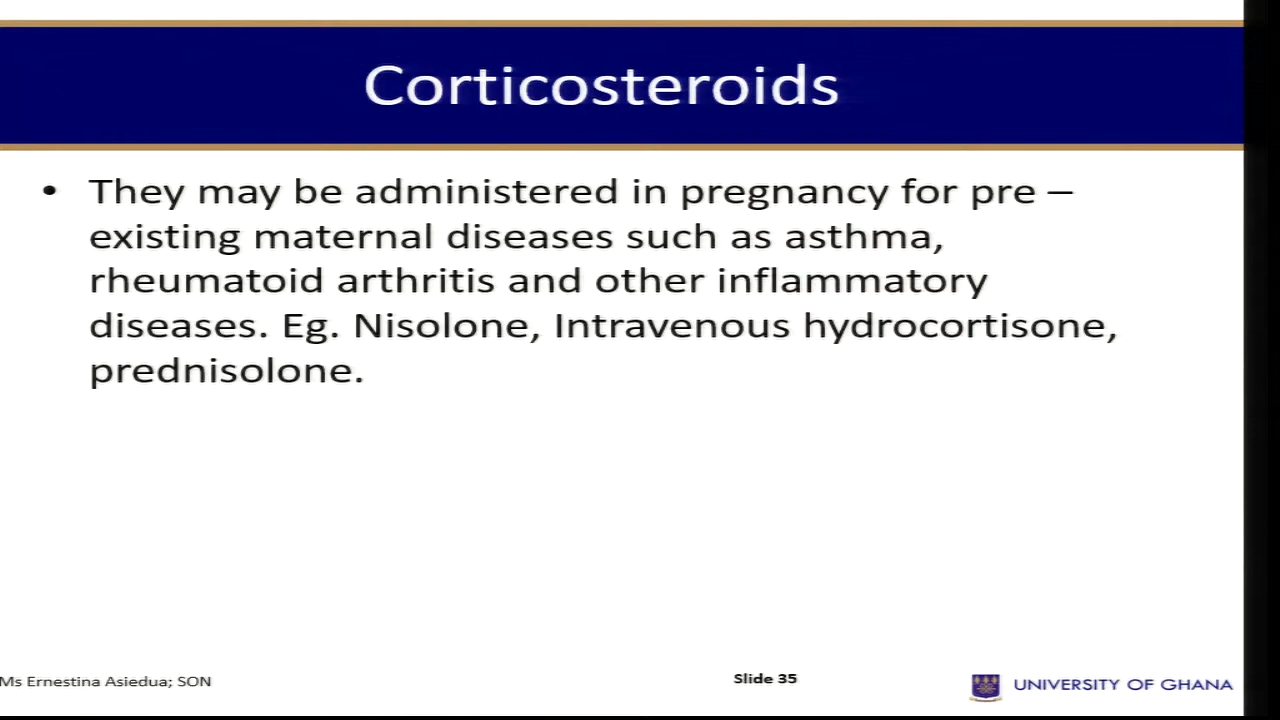 Corticosteroids
• They may be administered in pregnancy for pre –
existing maternal diseases such as asthma,
rheumatoid arthritis and other inflammatory
diseases. Eg. Nisolone, Intravenous hydrocortisone,
prednisolone.
Ms Ernestina Asiedua; SON
Slide 35
UNIVERSITY OF GHANA